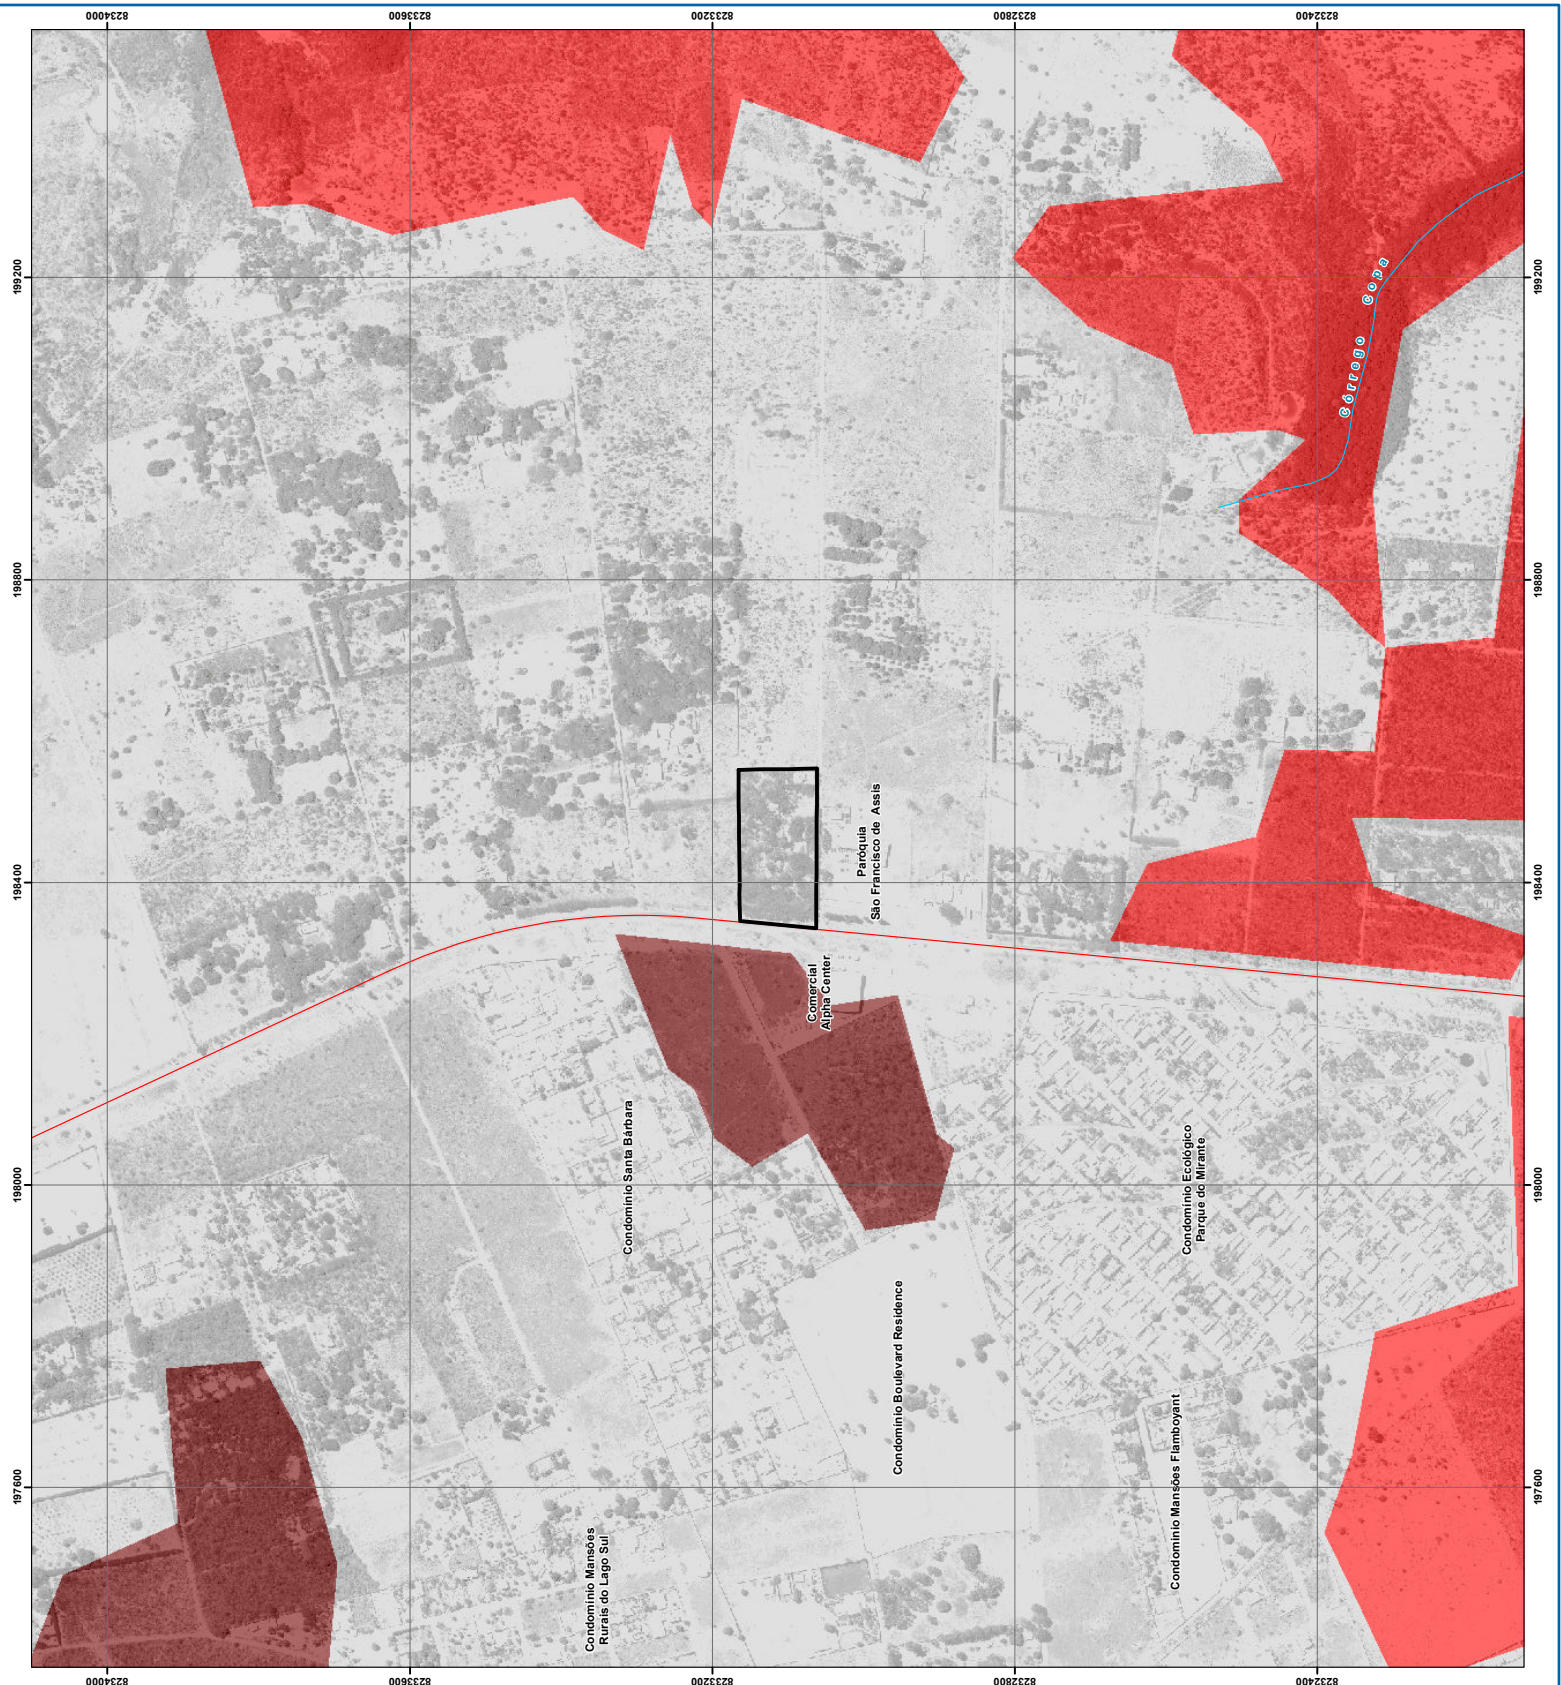 8234000
8233600
8233200
8232800
8232400
199200
199200
Córrego Copa
198800
198800
Paróquia
São Francisco de Assis
198400
198400
Comercial
Alpha Center
Condomínio Santa Bárbara
Condomínio Ecológico
Parque do Mirante
198000
198000
Condomínio Boulevard Residence
Condomínio Mansões Flamboyant
197600
197600
Condomínio Mansões
Rurais do Lago Sul
8234000
8233600
8233200
8232800
8232400